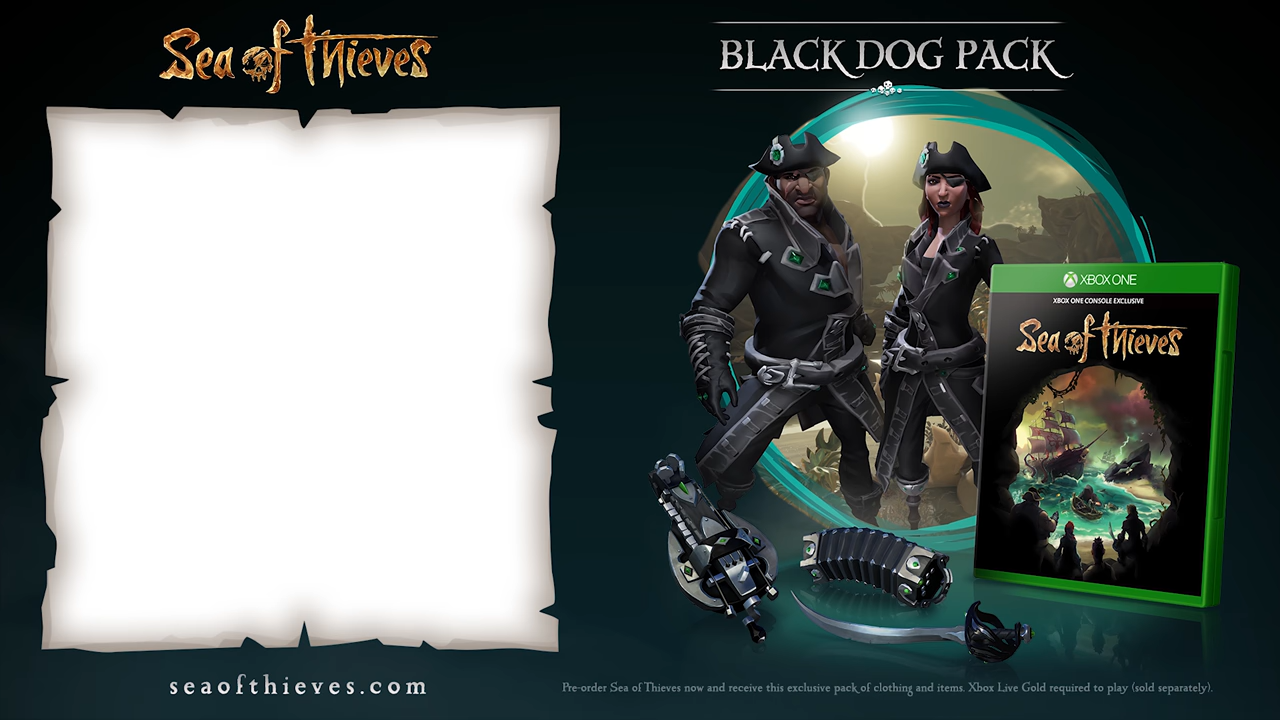 Sea of Thieves
BLACK DOG PACK
XBOX ONE
XBOX ONE CONSOLE EXCLUSIVE
Sea of Thieves
seaofthieves.com
Pre-order Sea of Thieves now and receive this exclusive pack of clothing and items. Xbox Live Gold required to play (sold separately).